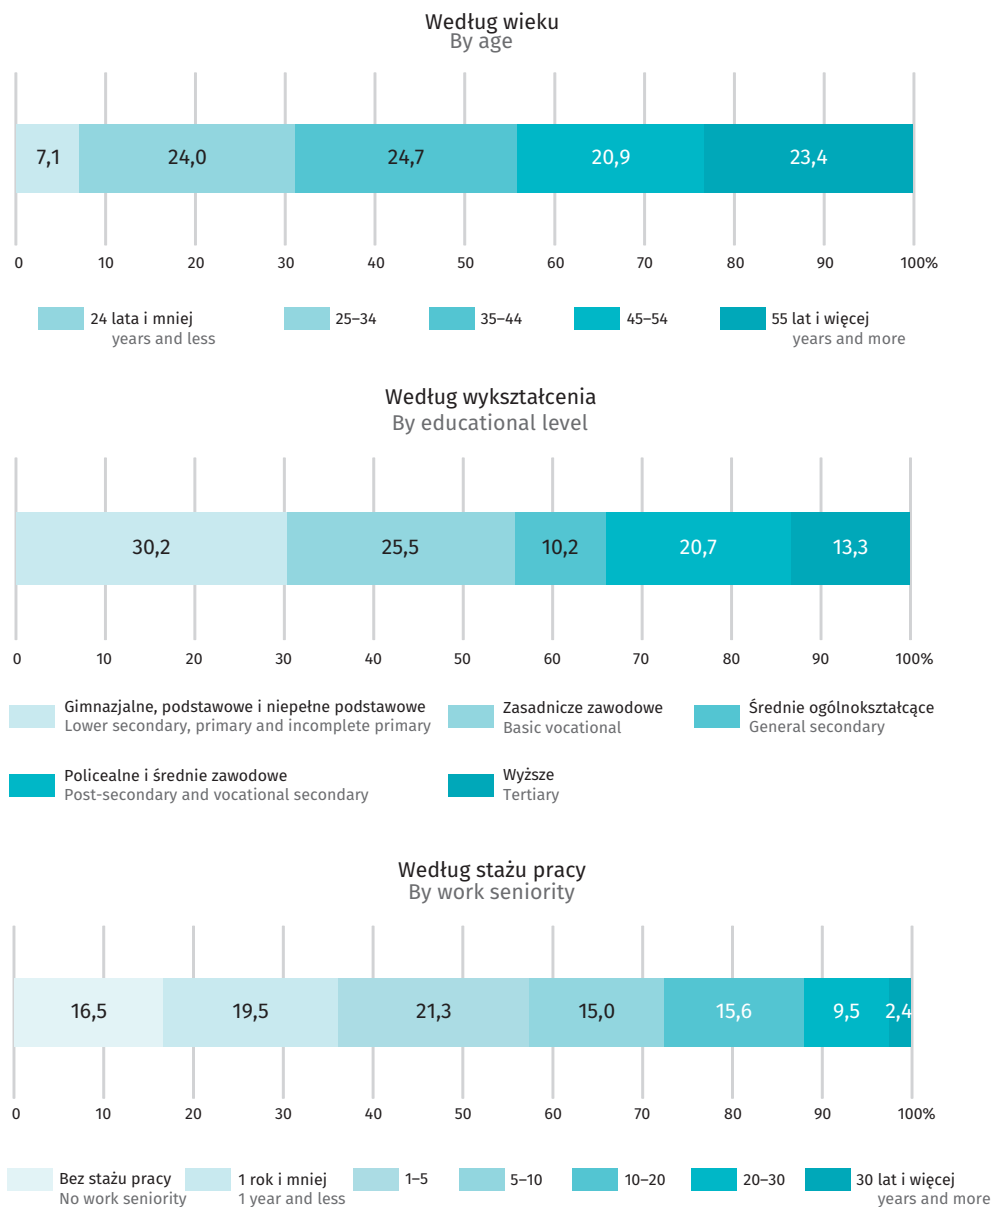 Według wieku
By age
7,1 24,0 24,7 20,9 23,4
0 10 20 30 40 50 60 70 80 90 100%
24 lata i mniej 25–34 35–44 45–54 55 lat i więcej
years and less years and more
Według wykształcenia
By educational level
30,2 25,5 10,2 20,7 13,3
0 10 20 30 40 50 60 70 80 90 100%
Gimnazjalne, podstawowe i niepełne podstawowe Zasadnicze zawodowe Średnie ogólnokształcące
Lower secondary, primary and incomplete primary Basic vocational General secondary
Policealne i średnie zawodowe Wyższe
Post-secondary and vocational secondary Tertiary
Według stażu pracy
By work seniority
16,5 19,5 21,3 15,0 15,6 9,5 2,4
0 10 20 30 40 50 60 70 80 90 100%
Bez stażu pracy 1 rok i mniej 1–5 5–10 10–20 20–30 30 lat i więcej
No work seniority 1 year and less years and more